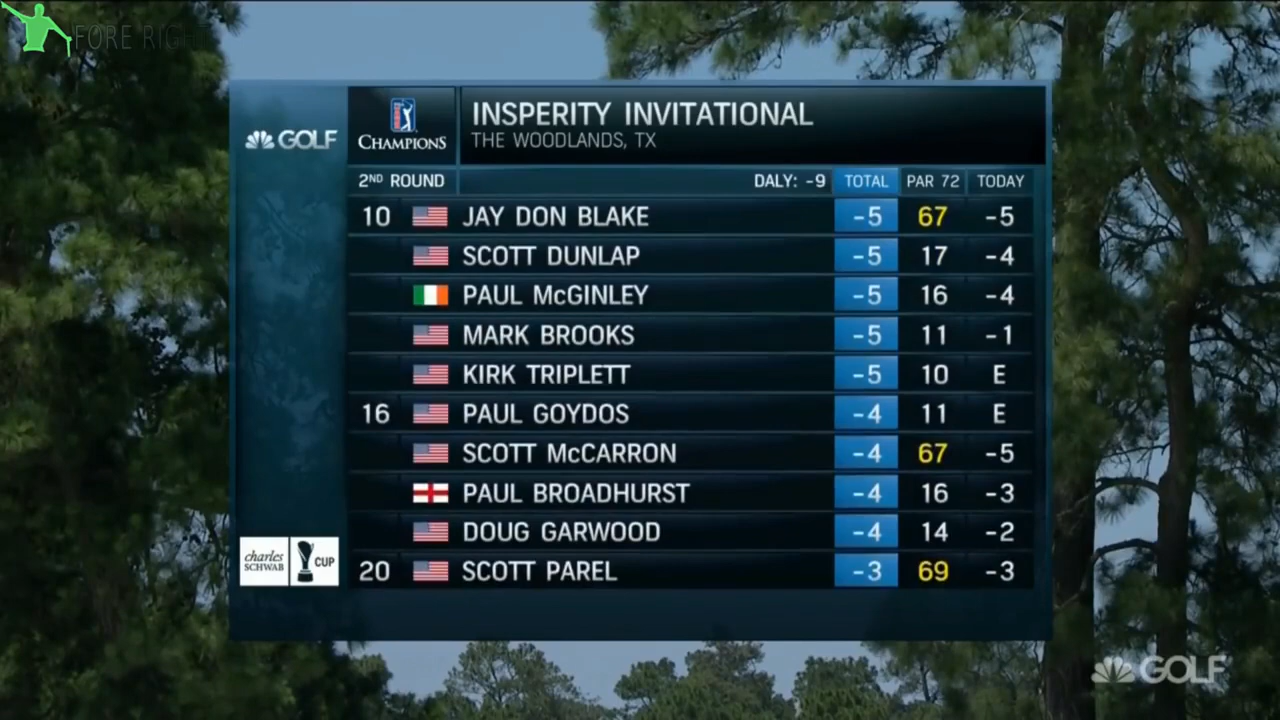 FORE RIGHT
INSPERITY INVITATIONAL
GOLF CHAMPIONS THE WOODLANDS, TX
2ND ROUND DALY: -9 TOTAL PAR 72 TODAY
10 JAY DON BLAKE -5 67 -5
SCOTT DUNLAP -5 17 -4
PAUL McGINLEY -5 16 -4
MARK BROOKS -5 11 -1
KIRK TRIPLETT -5 10 E
16 PAUL GOYDOS -4 11 E
SCOTT McCARRON -4 67 -5
PAUL BROADHURST -4 16 -3
DOUG GARWOOD -4 14 -2
charles SCHWAB CUP
20 SCOTT PAREL -3 69 -3
GOLF